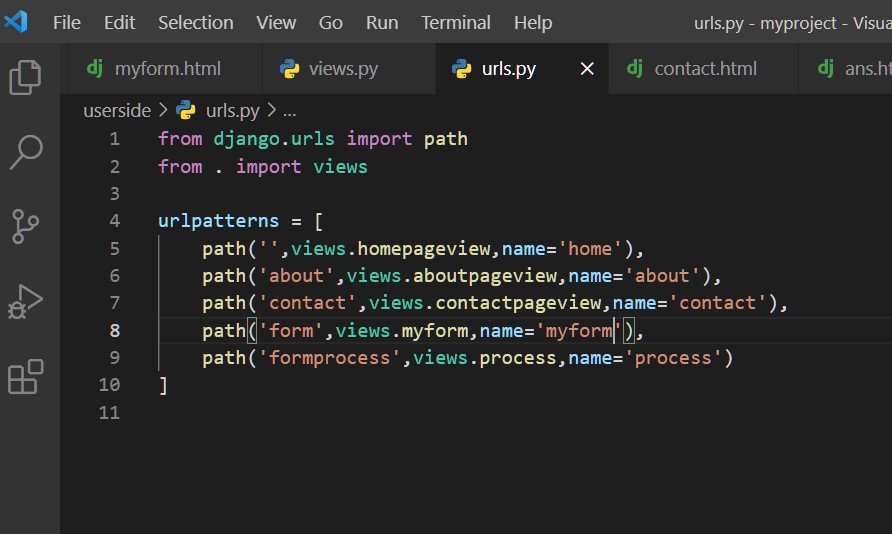 File Edit Selection View Go Run Terminal Help urls.py - myproject - Visua
myform.html views.py urls.py contact.html ans.ht
userside > urls.py > ...
1 from django.urls import path
2 from . import views
3
4 urlpatterns = [
5 path('',views.homepageview,name='home'),
6 path('about',views.aboutpageview,name='about'),
7 path('contact',views.contactpageview,name='contact'),
8 path('form',views.myform,name='myform'),
9 path('formprocess',views.process,name='process')
10 ]
11